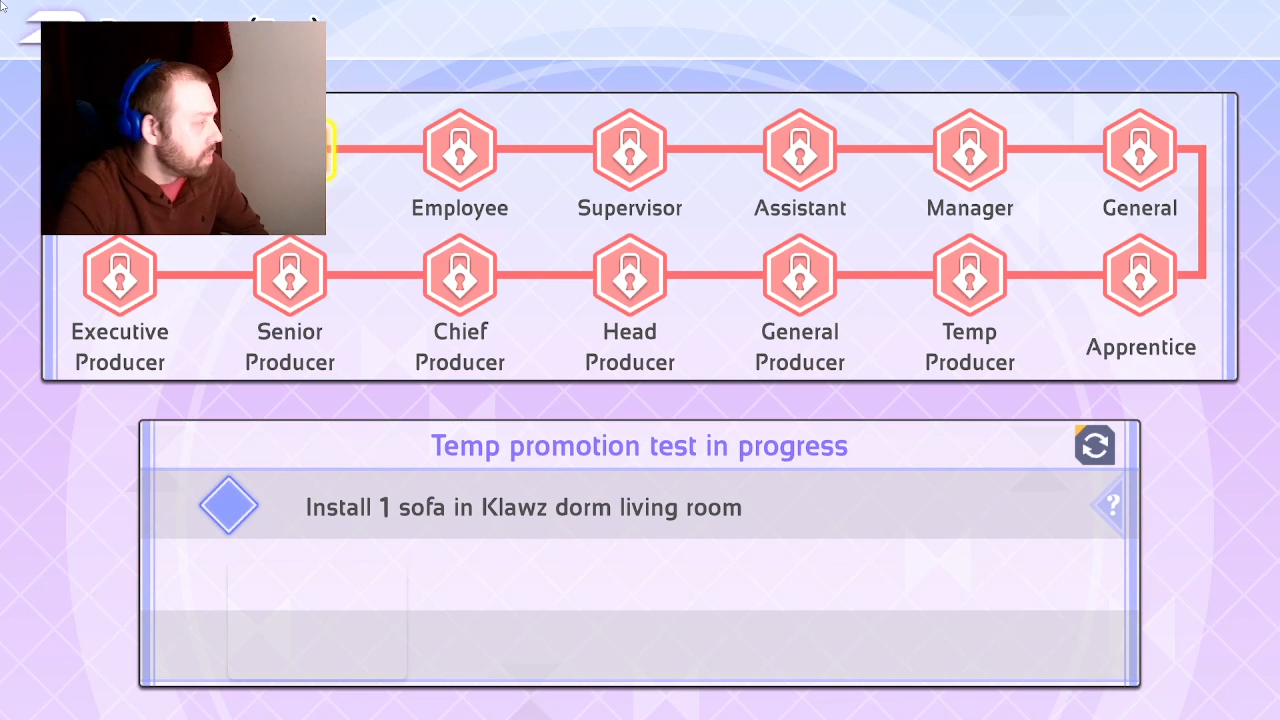 Employee Supervisor Assistant Manager General
Executive Producer
Senior Producer
Chief Producer
Head Producer
General Producer
Temp Producer
Apprentice
Temp promotion test in progress
Install 1 sofa in Klawz dorm living room
?